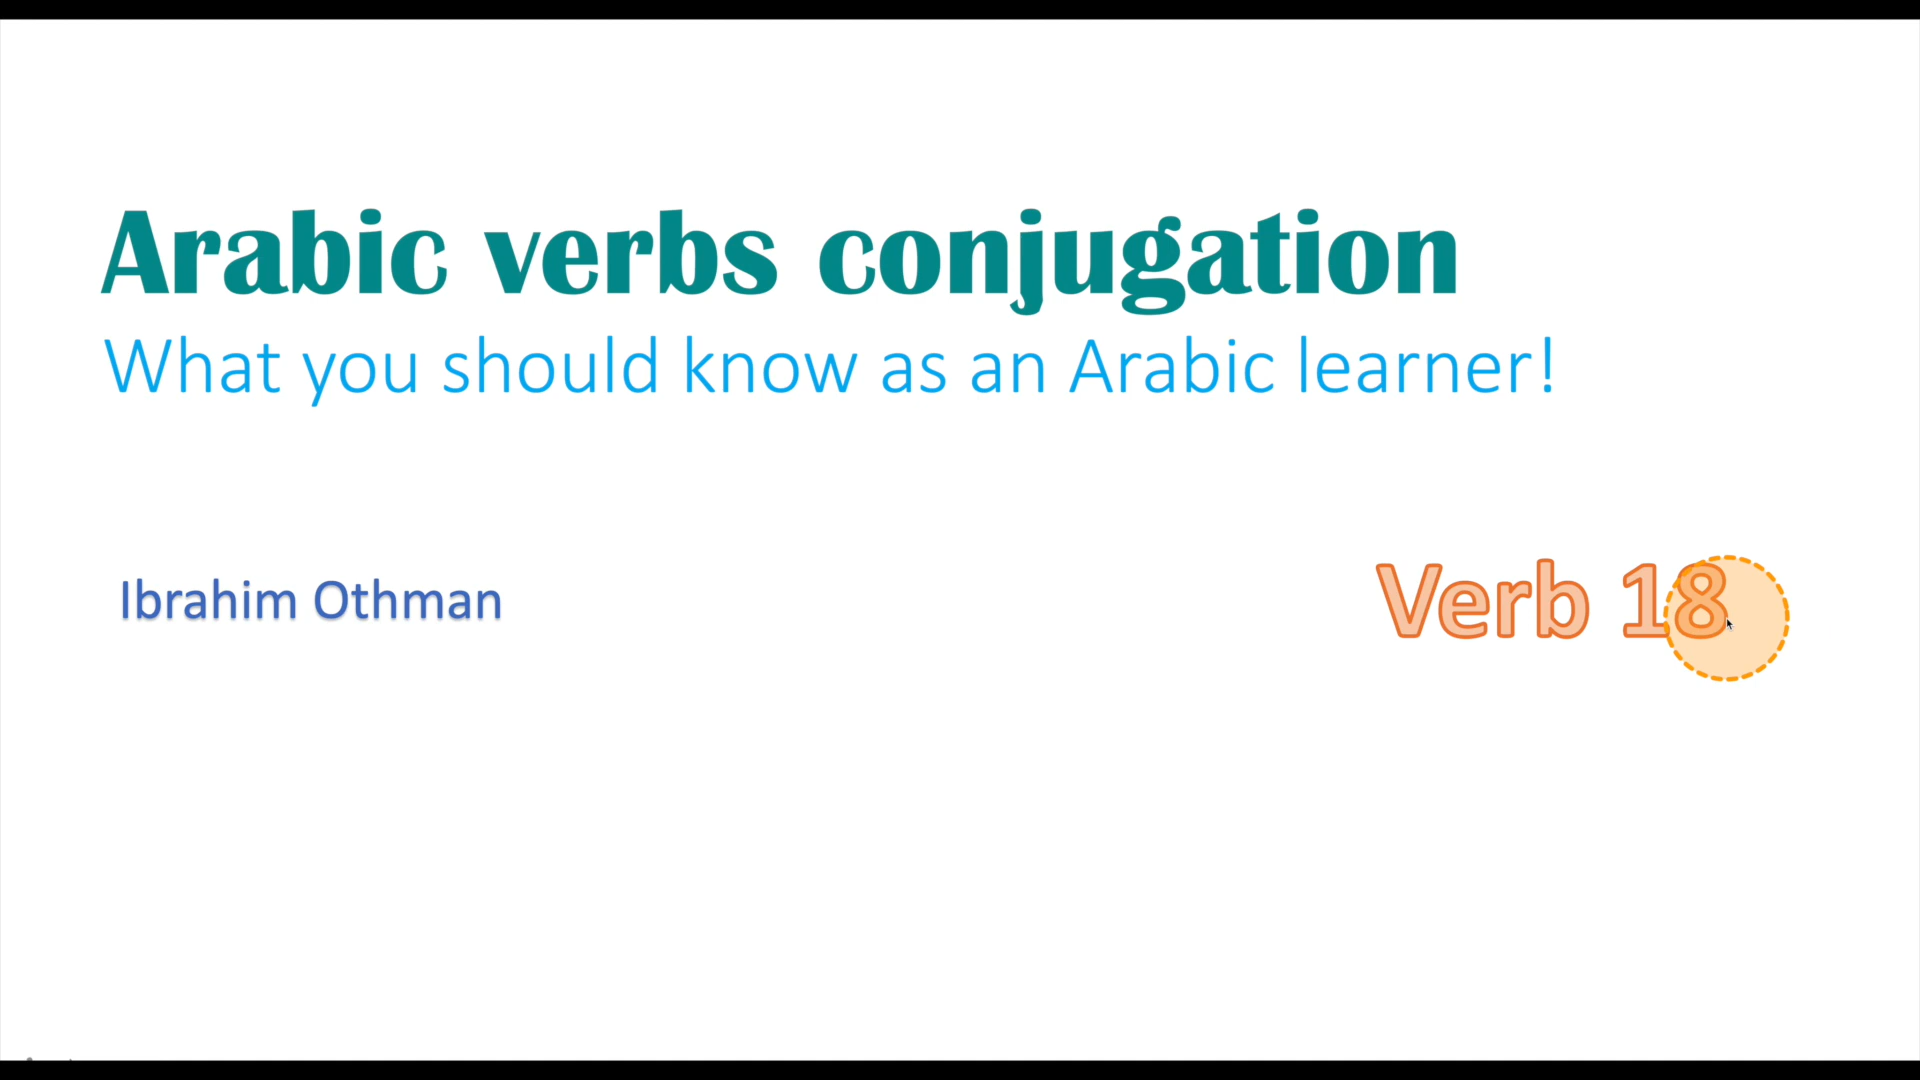 Arabic verbs conjugation
What you should know as an Arabic learner!
Ibrahim Othman
Verb 18